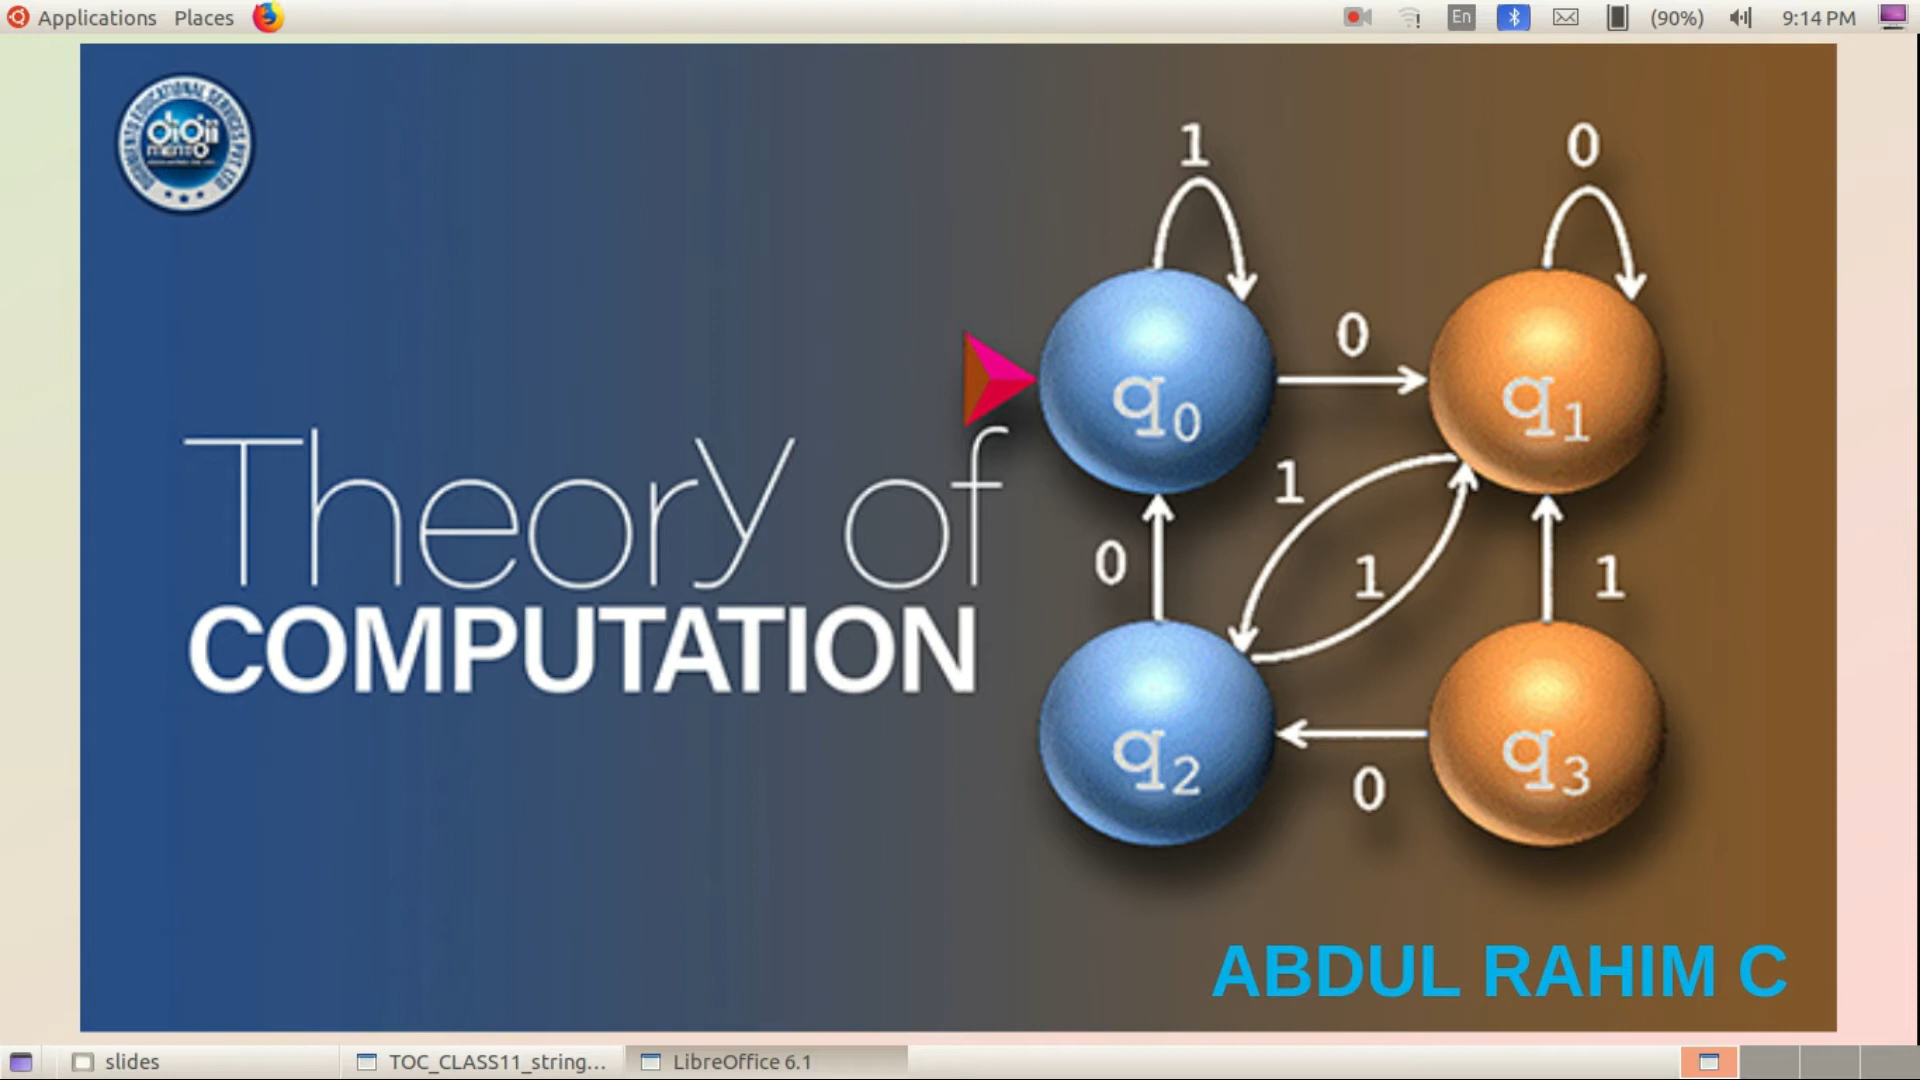 Applications Places
En (90%) 9:14 PM
1 0
0
q0 q1
1
Theory of
0 1 1
COMPUTATION
q2 q3
0
ABDUL RAHIM C
slides TOC_CLASS11_string... LibreOffice 6.1